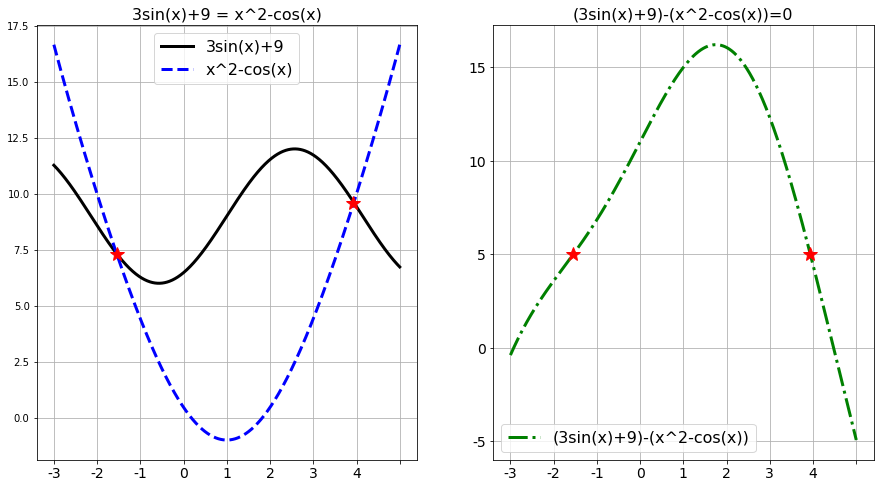 3sin(x)+9 = x^2-cos(x)
17.5
15.0
12.5
10.0
7.5
5.0
2.5
0.0
-3 -2 -1 0 1 2 3 4
3sin(x)+9
x^2-cos(x)
(3sin(x)+9)-(x^2-cos(x))=0
15
10
5
0
-5
-3 -2 -1 0 1 2 3 4
(3sin(x)+9)-(x^2-cos(x))